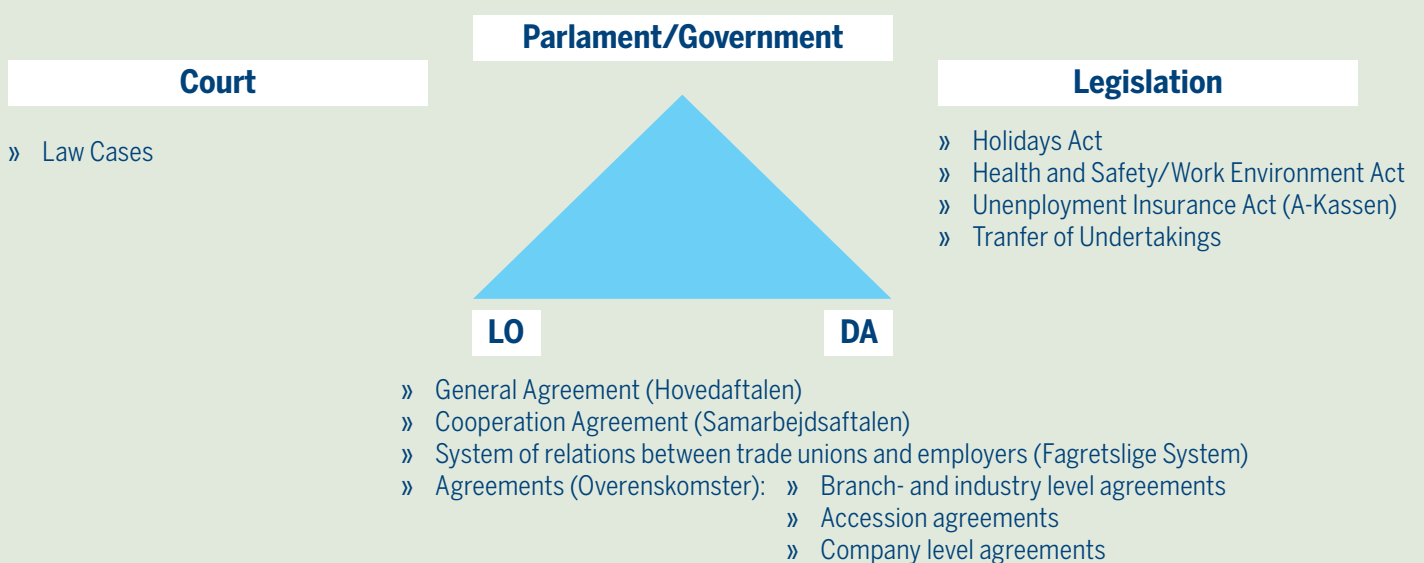 Parlament/Government
Court
» Law Cases
Legislation
» Holidays Act
» Health and Safety/Work Environment Act
» Unenployment Insurance Act (A-Kassen)
» Tranfer of Undertakings
LO
DA
» General Agreement (Hovedaftalen)
» Cooperation Agreement (Samarbejdsaftalen)
» System of relations between trade unions and employers (Fagretslige System)
» Agreements (Overenskomster): » Branch- and industry level agreements
» Accession agreements
» Company level agreements